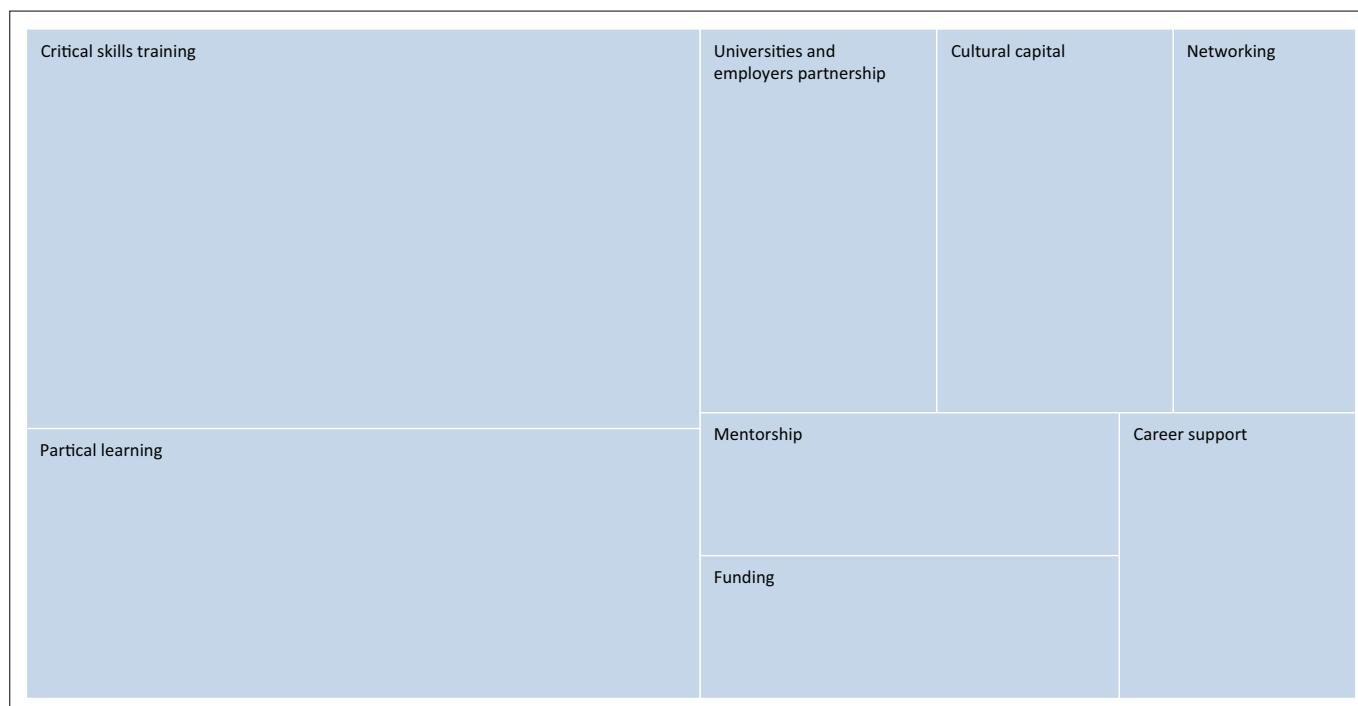 Critical skills training
Universities and
employers partnership
Cultural capital
Networking
Partical learning
Mentorship
Career support
Funding